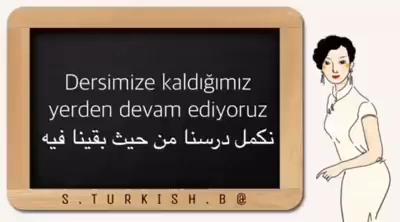 Dersimize kaldığımız
yerden devam ediyoruz
نكمل درسنا من حيث بقينا فيه
S.TURKISH.B@